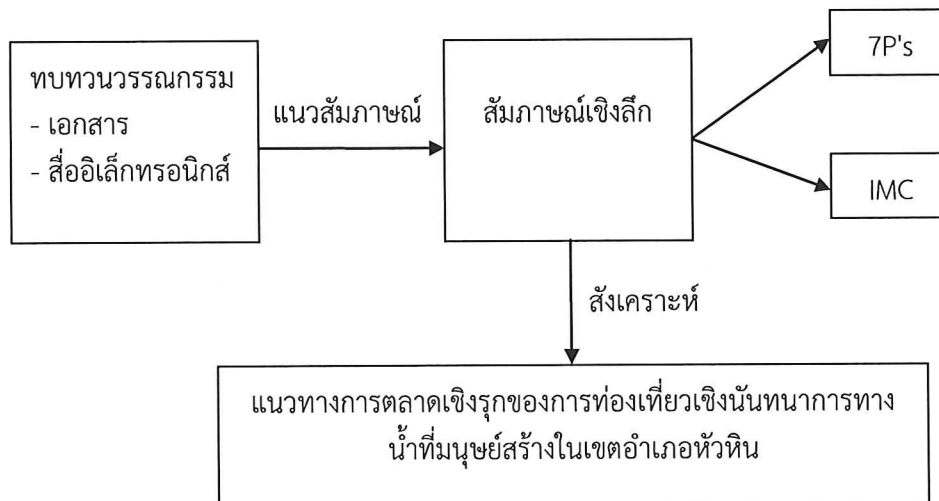 ทบทวนวรรณกรรม
- เอกสาร
- สื่ออิเล็กทรอนิกส์
แนวสัมภาษณ์
สัมภาษณ์เชิงลึก
7P's
IMC
สังเคราะห์
แนวทางการตลาดเชิงรุกของการท่องเที่ยวเชิงนันทนาการทาง
น้ำที่มนุษย์สร้างในเขตอำเภอหัวหิน